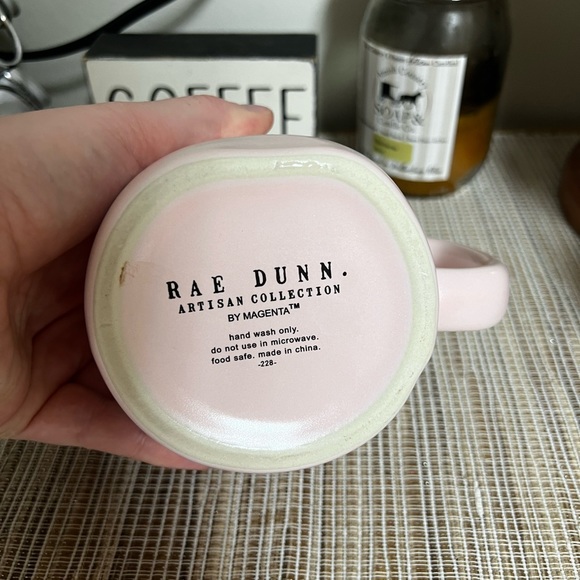 COFFEE
RAE DUNN.
ARTISAN COLLECTION
BY MAGENTA™
hand wash only.
do not use in microwave.
food safe. made in china.
-228-